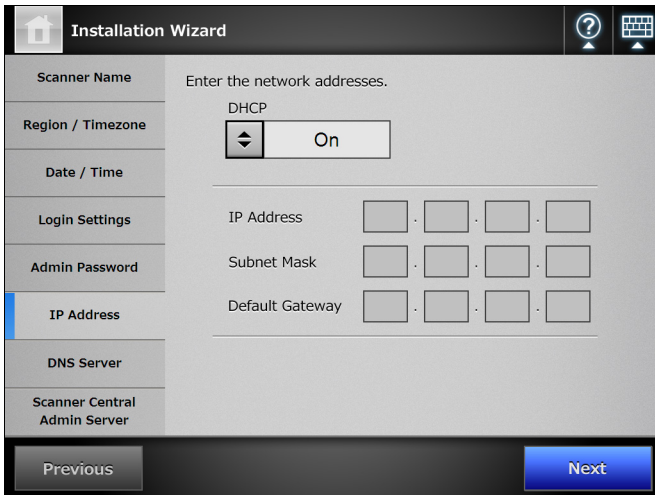 Installation Wizard
?
Scanner Name
Region / Timezone
Date / Time
Login Settings
Admin Password
IP Address
DNS Server
Scanner Central
Admin Server
Enter the network addresses.
DHCP
On
IP Address . . .
Subnet Mask . . .
Default Gateway . . .
Previous
Next